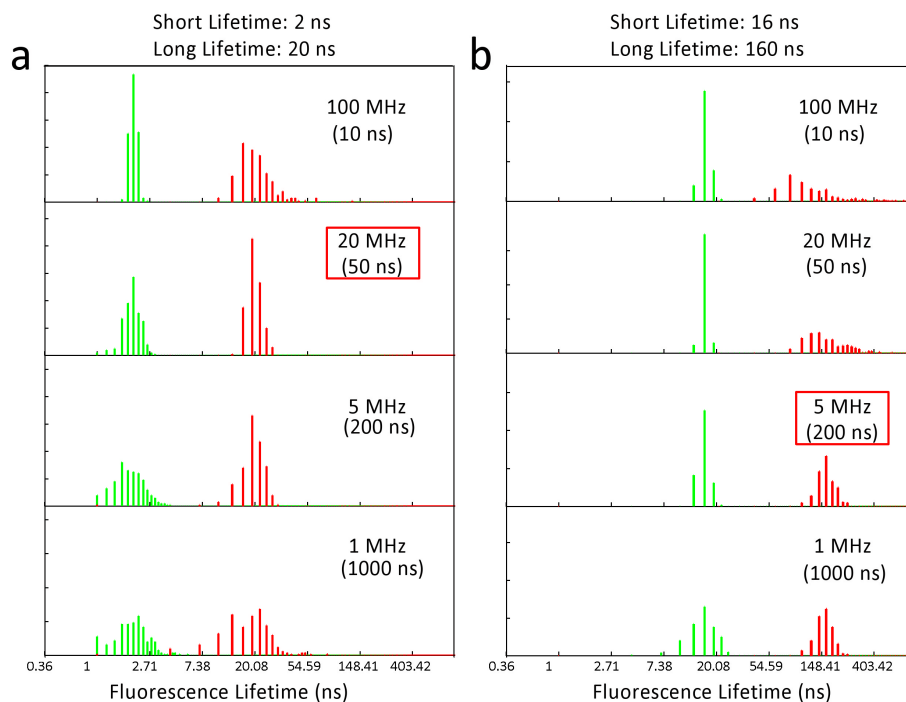 Short Lifetime: 2 ns
Long Lifetime: 20 ns
a
100 MHz
(10 ns)
20 MHz
(50 ns)
5 MHz
(200 ns)
1 MHz
(1000 ns)
0.36 1 2.71 7.38 20.08 54.59 148.41 403.42
Fluorescence Lifetime (ns)
Short Lifetime: 16 ns
Long Lifetime: 160 ns
b
100 MHz
(10 ns)
20 MHz
(50 ns)
5 MHz
(200 ns)
1 MHz
(1000 ns)
0.36 1 2.71 7.38 20.08 54.59 148.41 403.42
Fluorescence Lifetime (ns)